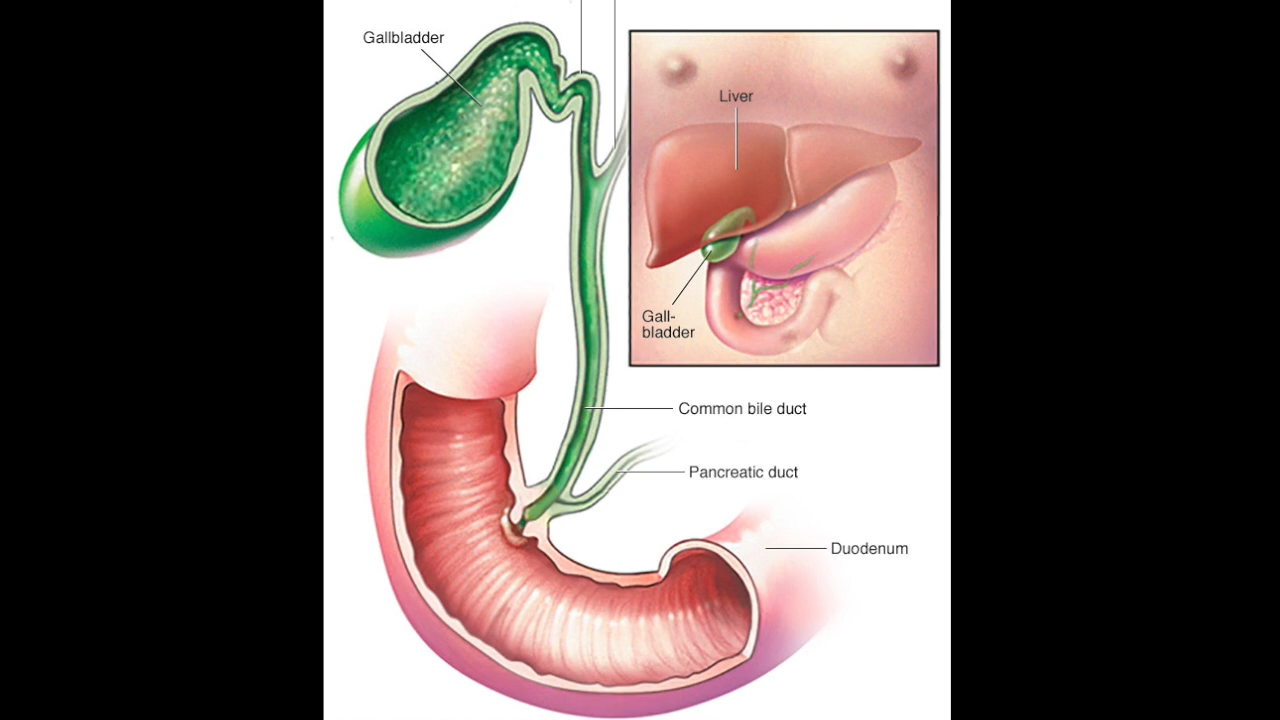 Gallbladder
Liver
Gall-
bladder
Common bile duct
Pancreatic duct
Duodenum